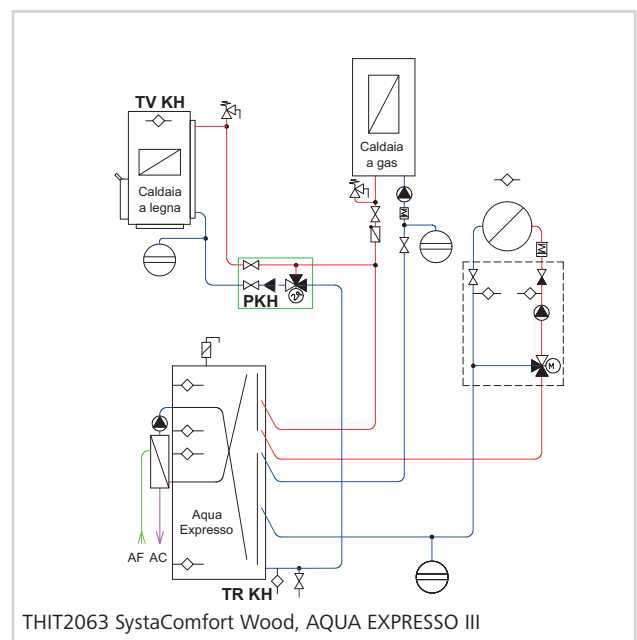 TV KH
Caldaia
a legna
Caldaia
a gas
PKH
M
Aqua
Expresso
AF AC
TR KH
THIT2063 SystaComfort Wood, AQUA EXPRESSO III